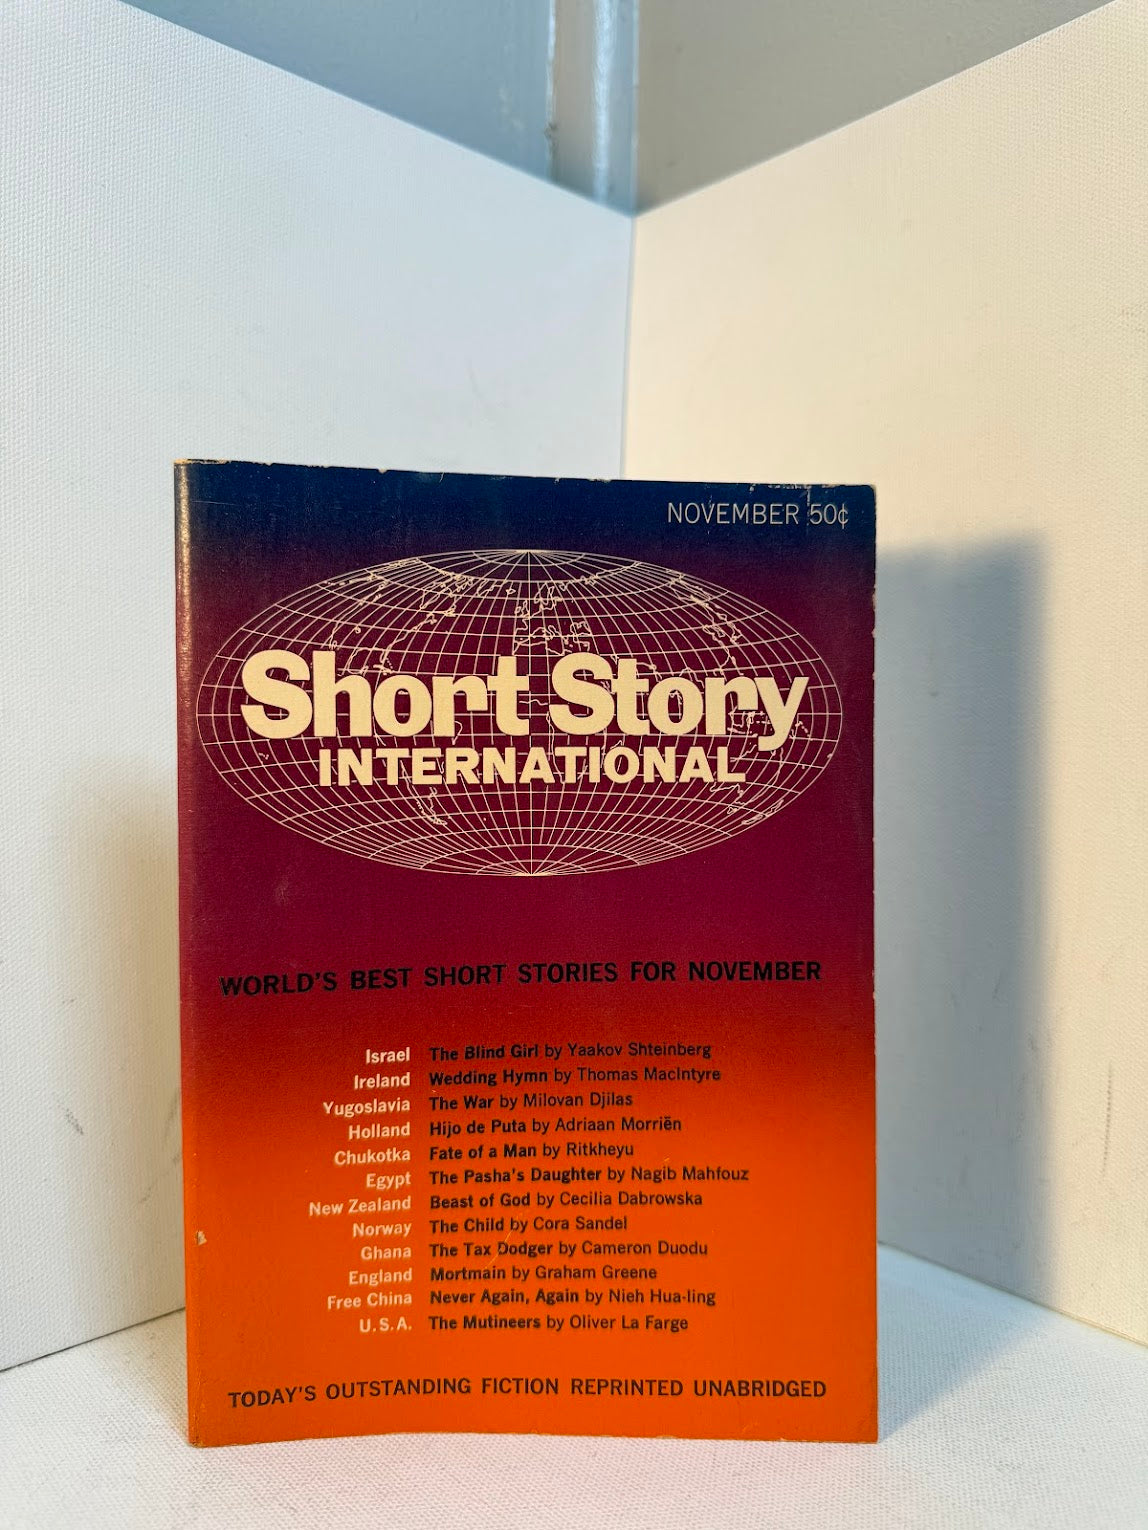 NOVEMBER 50¢
Short Story
INTERNATIONAL
WORLD'S BEST SHORT STORIES FOR NOVEMBER
Israel The Blind Girl by Yaakov Shteinberg
Ireland Wedding Hymn by Thomas MacIntyre
Yugoslavia The War by Milovan Djilas
Holland Hijo de Puta by Adriaan Morriën
Chukotka Fate of a Man by Ritkheyu
Egypt The Pasha's Daughter by Nagib Mahfouz
New Zealand Beast of God by Cecilia Dabrowska
Norway The Child by Cora Sandel
Ghana The Tax Dodger by Cameron Duodu
England Mortmain by Graham Greene
Free China Never Again, Again by Nieh Hua-ling
U.S.A. The Mutineers by Oliver La Farge
TODAY'S OUTSTANDING FICTION REPRINTED UNABRIDGED